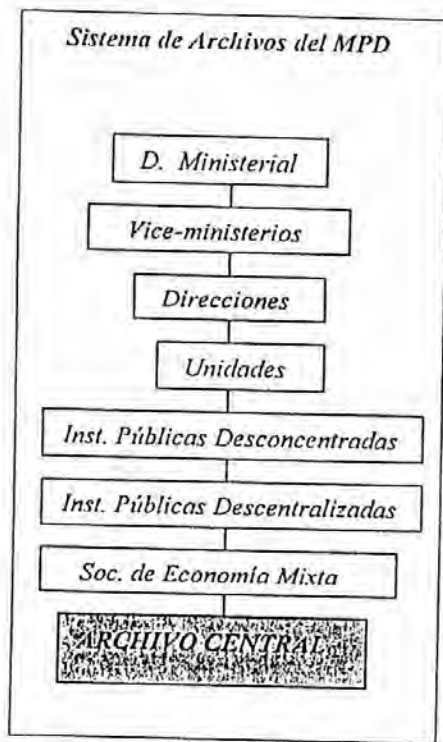 Sistema de Archivos del MPD
D. Ministerial
Vice-ministerios
Direcciones
Unidades
Inst. Públicas Desconcentradas
Inst. Públicas Descentralizadas
Soc. de Economía Mixta
ARCHIVO CENTRAL